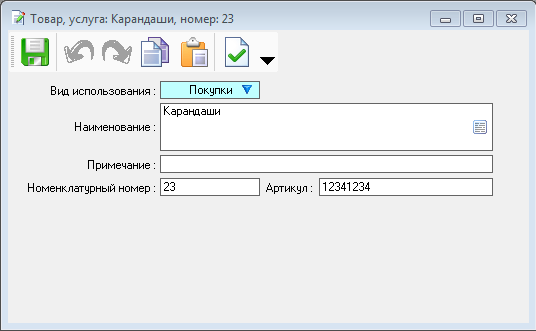 Товар, услуга: Карандаши, номер: 23
Вид использования : Покупки
Наименование : Карандаши
Примечание :
Номенклатурный номер : 23 Артикул : 12341234